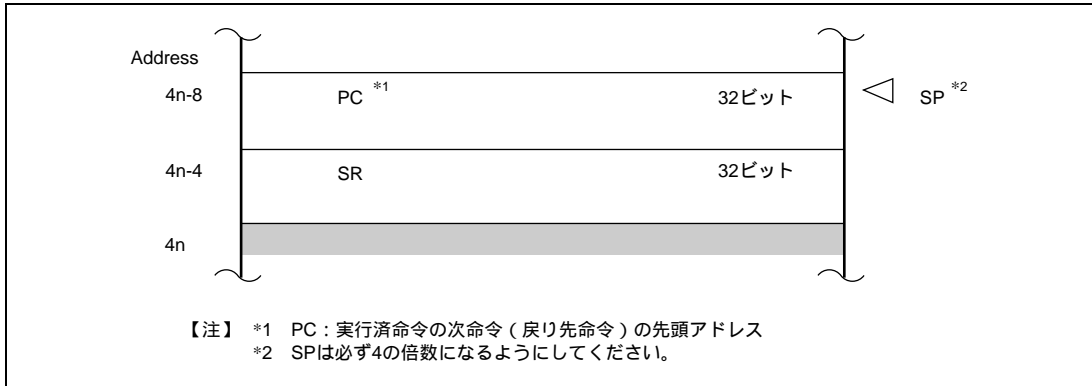 Address
4n-8 PC *1 32ビット SP *2
4n-4 SR 32ビット
4n
【注】 *1 PC：実行済命令の次命令（戻り先命令）の先頭アドレス
*2 SPは必ず4の倍数になるようにしてください。